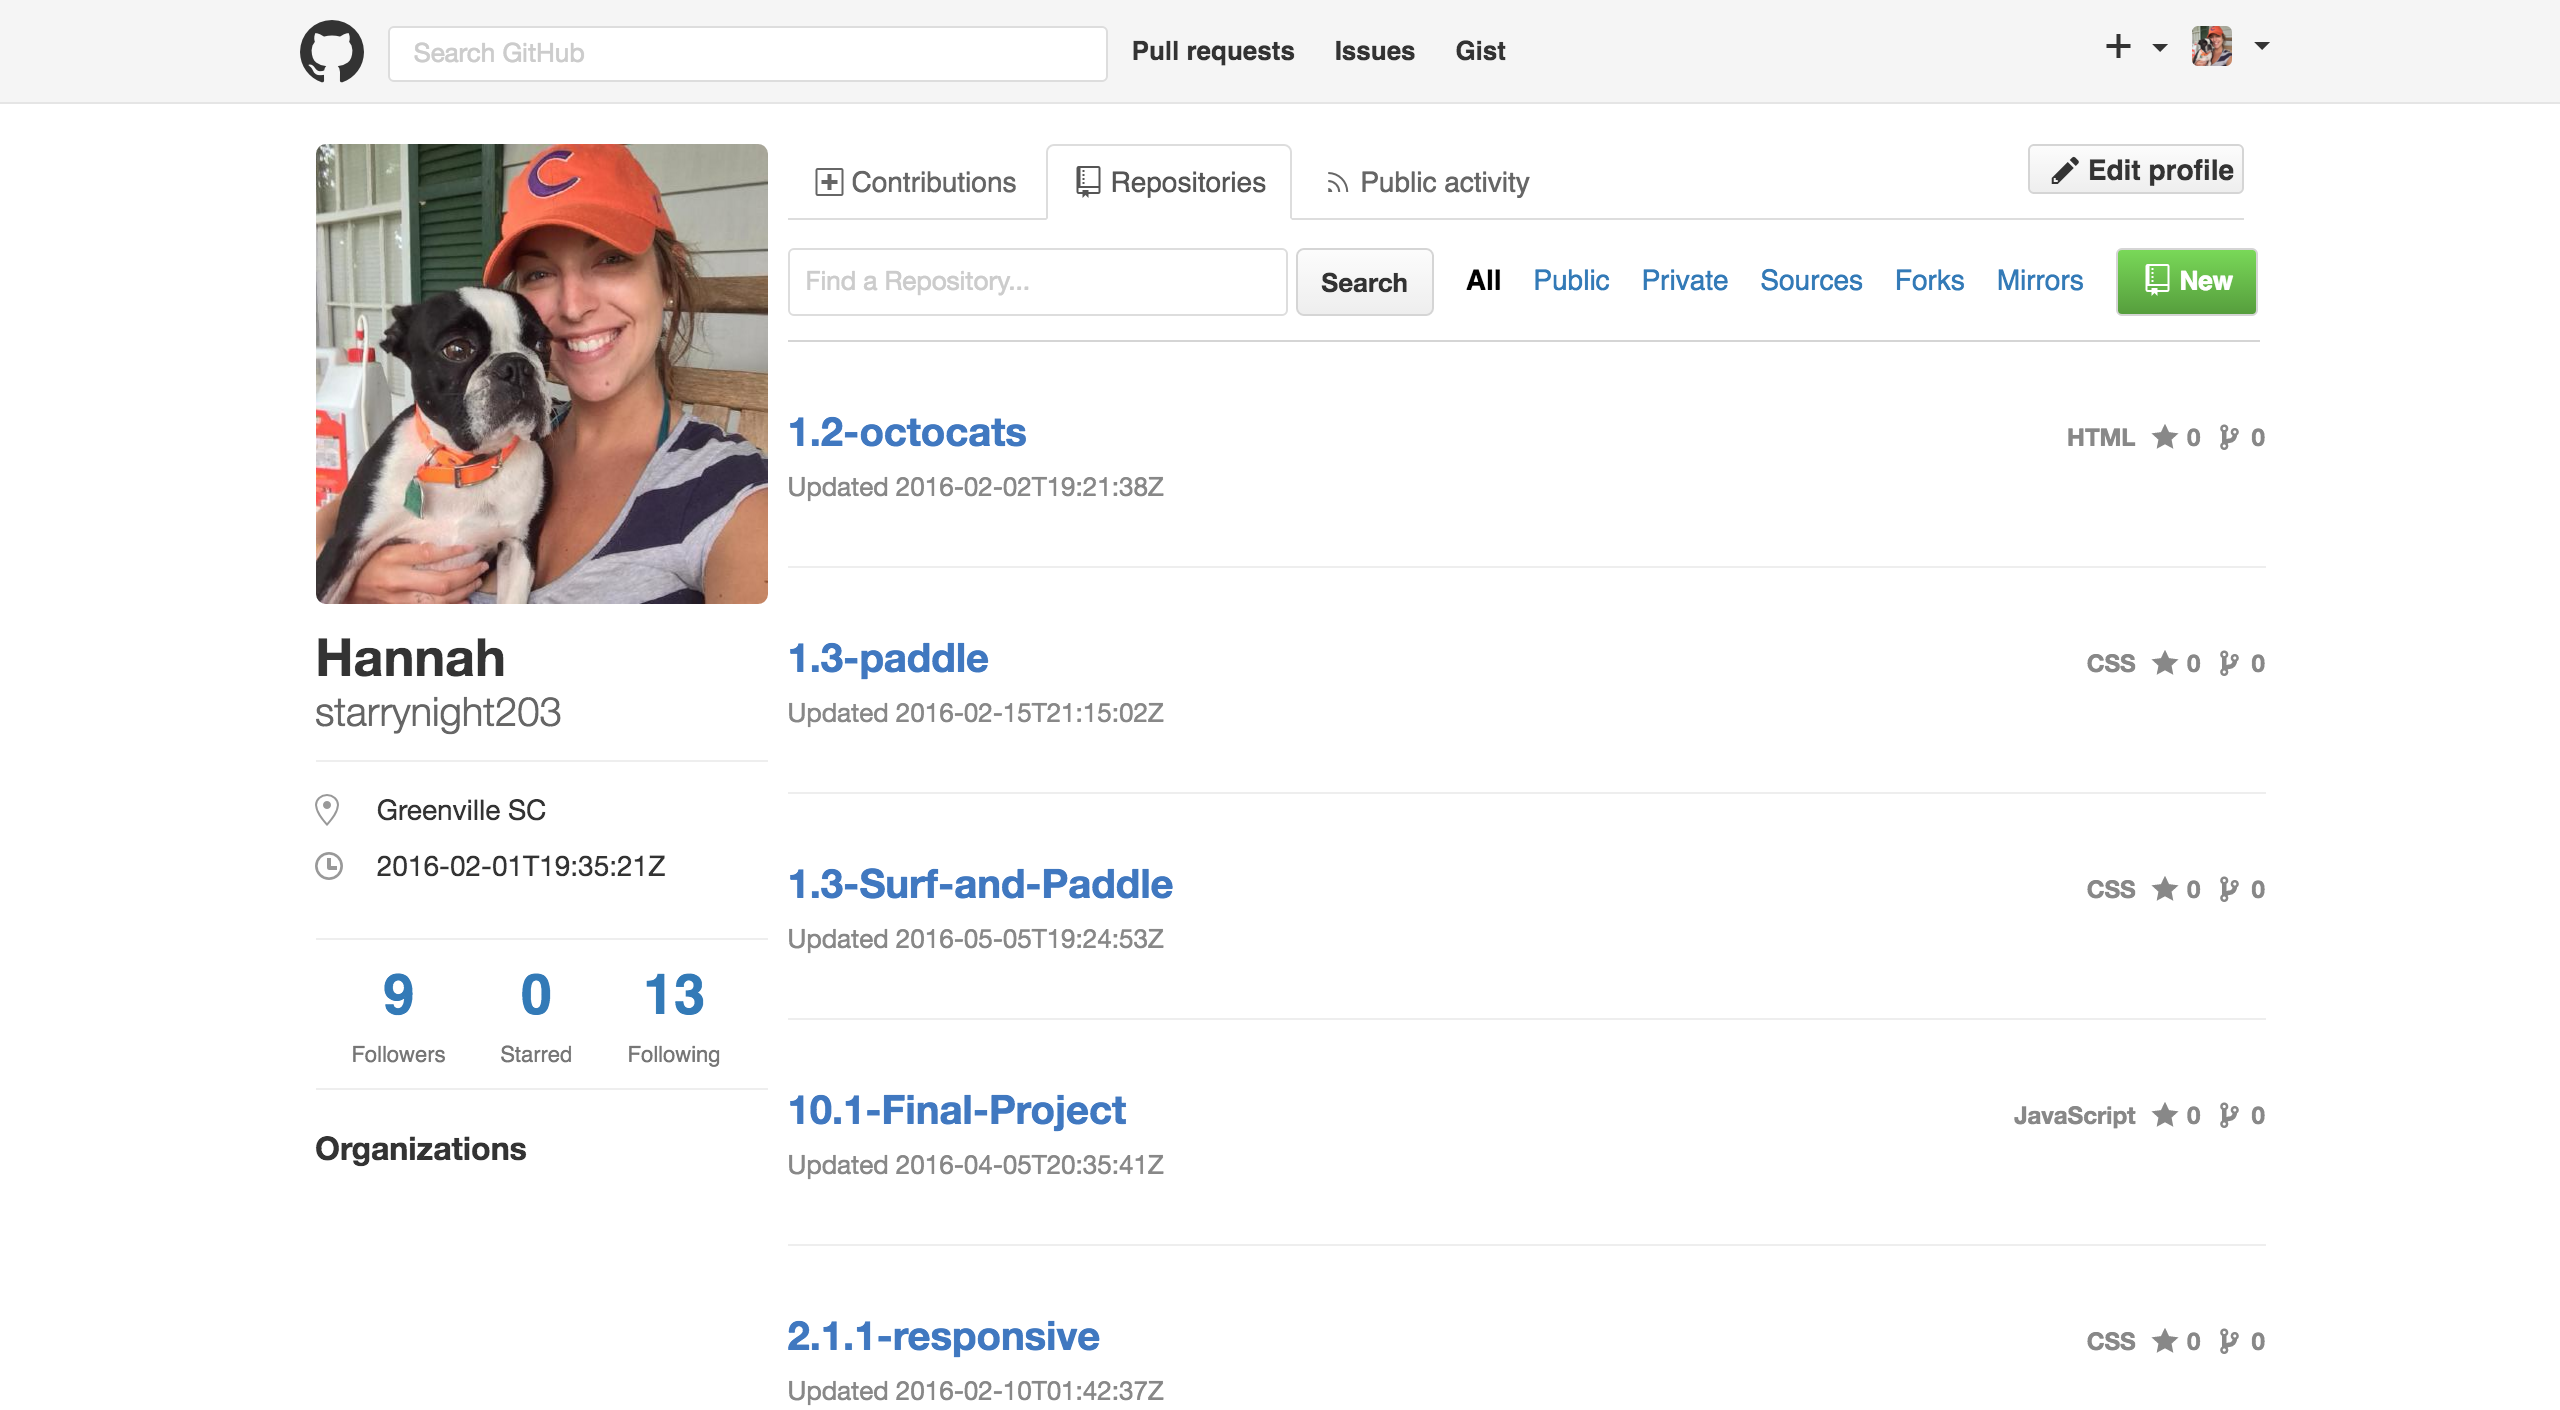 Search GitHub
Pull requests
Issues
Gist
Contributions
Repositories
Public activity
Edit profile
Find a Repository...
Search
All
Public
Private
Sources
Forks
Mirrors
New
C
Hannah
starrynight203
Greenville SC
2016-02-01T19:35:21Z
9
0
13
Followers
Starred
Following
Organizations
1.2-octocats
HTML 0 0
Updated 2016-02-02T19:21:38Z
1.3-paddle
CSS 0 0
Updated 2016-02-15T21:15:02Z
1.3-Surf-and-Paddle
CSS 0 0
Updated 2016-05-05T19:24:53Z
10.1-Final-Project
JavaScript 0 0
Updated 2016-04-05T20:35:41Z
2.1.1-responsive
CSS 0 0
Updated 2016-02-10T01:42:37Z